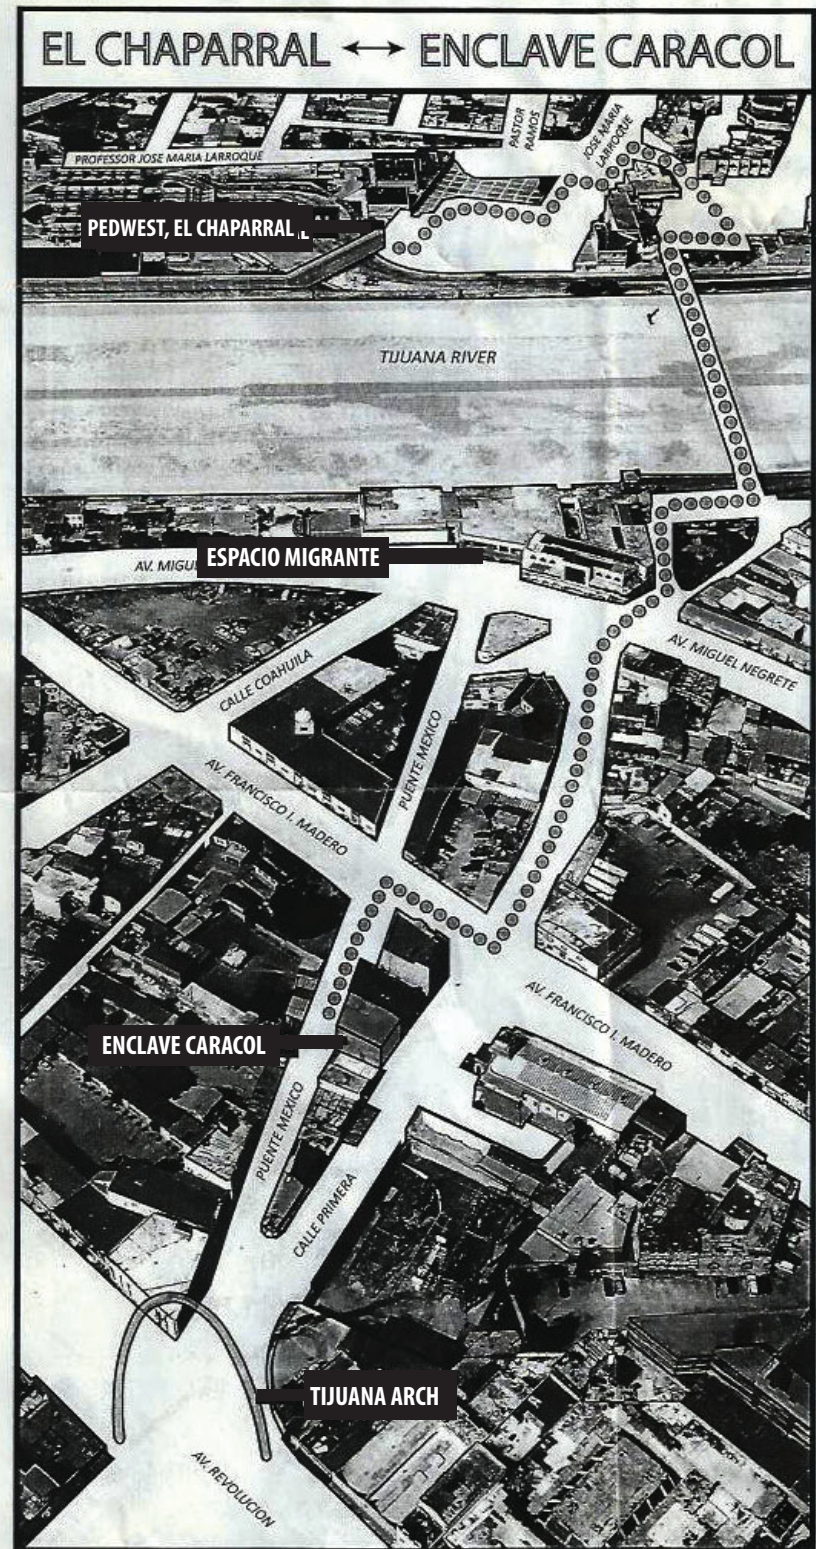 EL CHAPARRAL ↔ ENCLAVE CARACOL
PASTOR
RAMOS
JOSE MARIA
LARROQUE
PROFESSOR JOSE MARIA LARROQUE
PEDWEST, EL CHAPARRAL
TIJUANA RIVER
ESPACIO MIGRANTE
AV. MIGU
AV. MIGUEL NEGRETE
CALLE COAHUILA
PUENTE MEXICO
AV. FRANCISCO I. MADERO
AV. FRANCISCO I. MADERO
ENCLAVE CARACOL
PUENTE MEXICO
CALLE PRIMERA
TIJUANA ARCH
AV. REVOLUCION